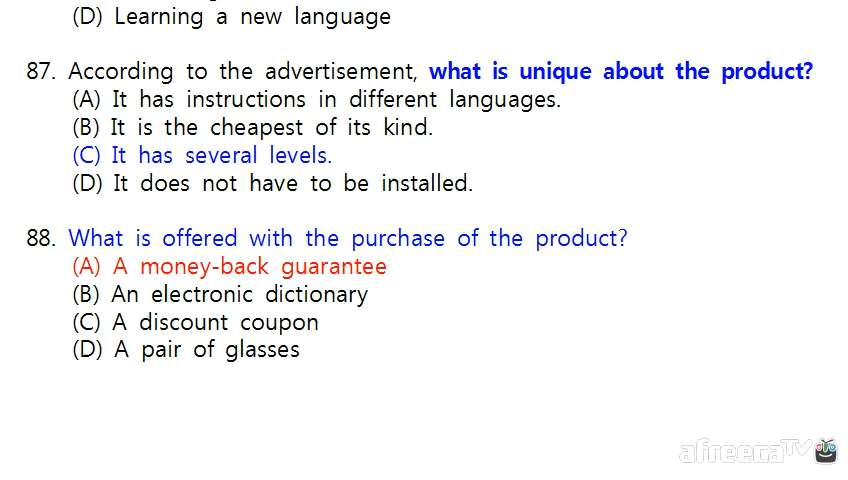 (D) Learning a new language
87. According to the advertisement, what is unique about the product?
(A) It has instructions in different languages.
(B) It is the cheapest of its kind.
(C) It has several levels.
(D) It does not have to be installed.
88. What is offered with the purchase of the product?
(A) A money-back guarantee
(B) An electronic dictionary
(C) A discount coupon
(D) A pair of glasses
afreecaTV